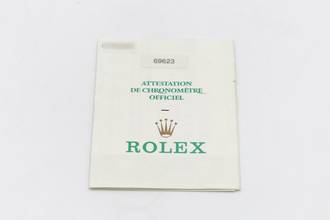 69623
ATTESTATION
DE CHRONOMÈTRE
OFFICIEL
–
ROLEX